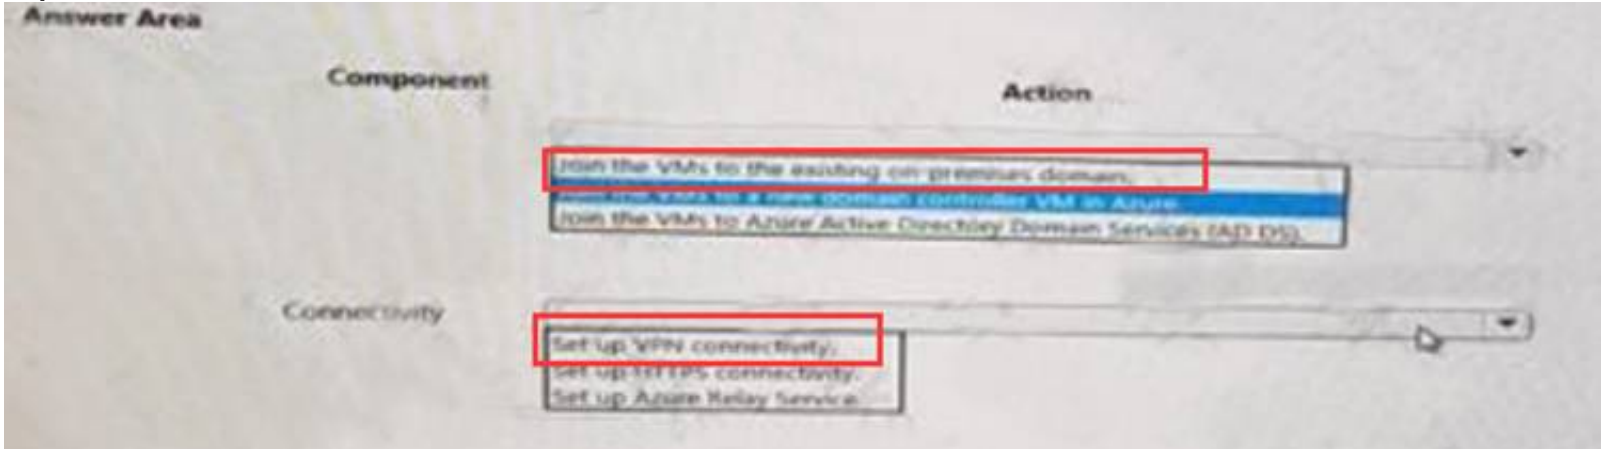 Answer Area
Component
Action
Join the VMs to the existing on-premises domain.
Join the VMs to a new domain controller VM in Azure.
Join the VMs to Azure Active Directory Domain Services (AD DS).
Connectivity
Set up VPN connectivity.
Set up HTTPS connectivity.
Set up Azure Relay Service.